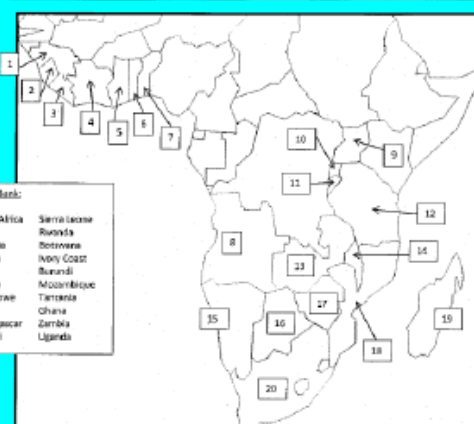 1
2
3
4
5
6
7
10
9
11
12
8
14
13
17
15
16
19
18
20
Bank:
Africa Sierra Leone
Rwanda
Botswana
Ivory Coast
Burundi
Mozambique
we Tanzania
Ghana
ascar Zambia
i Uganda